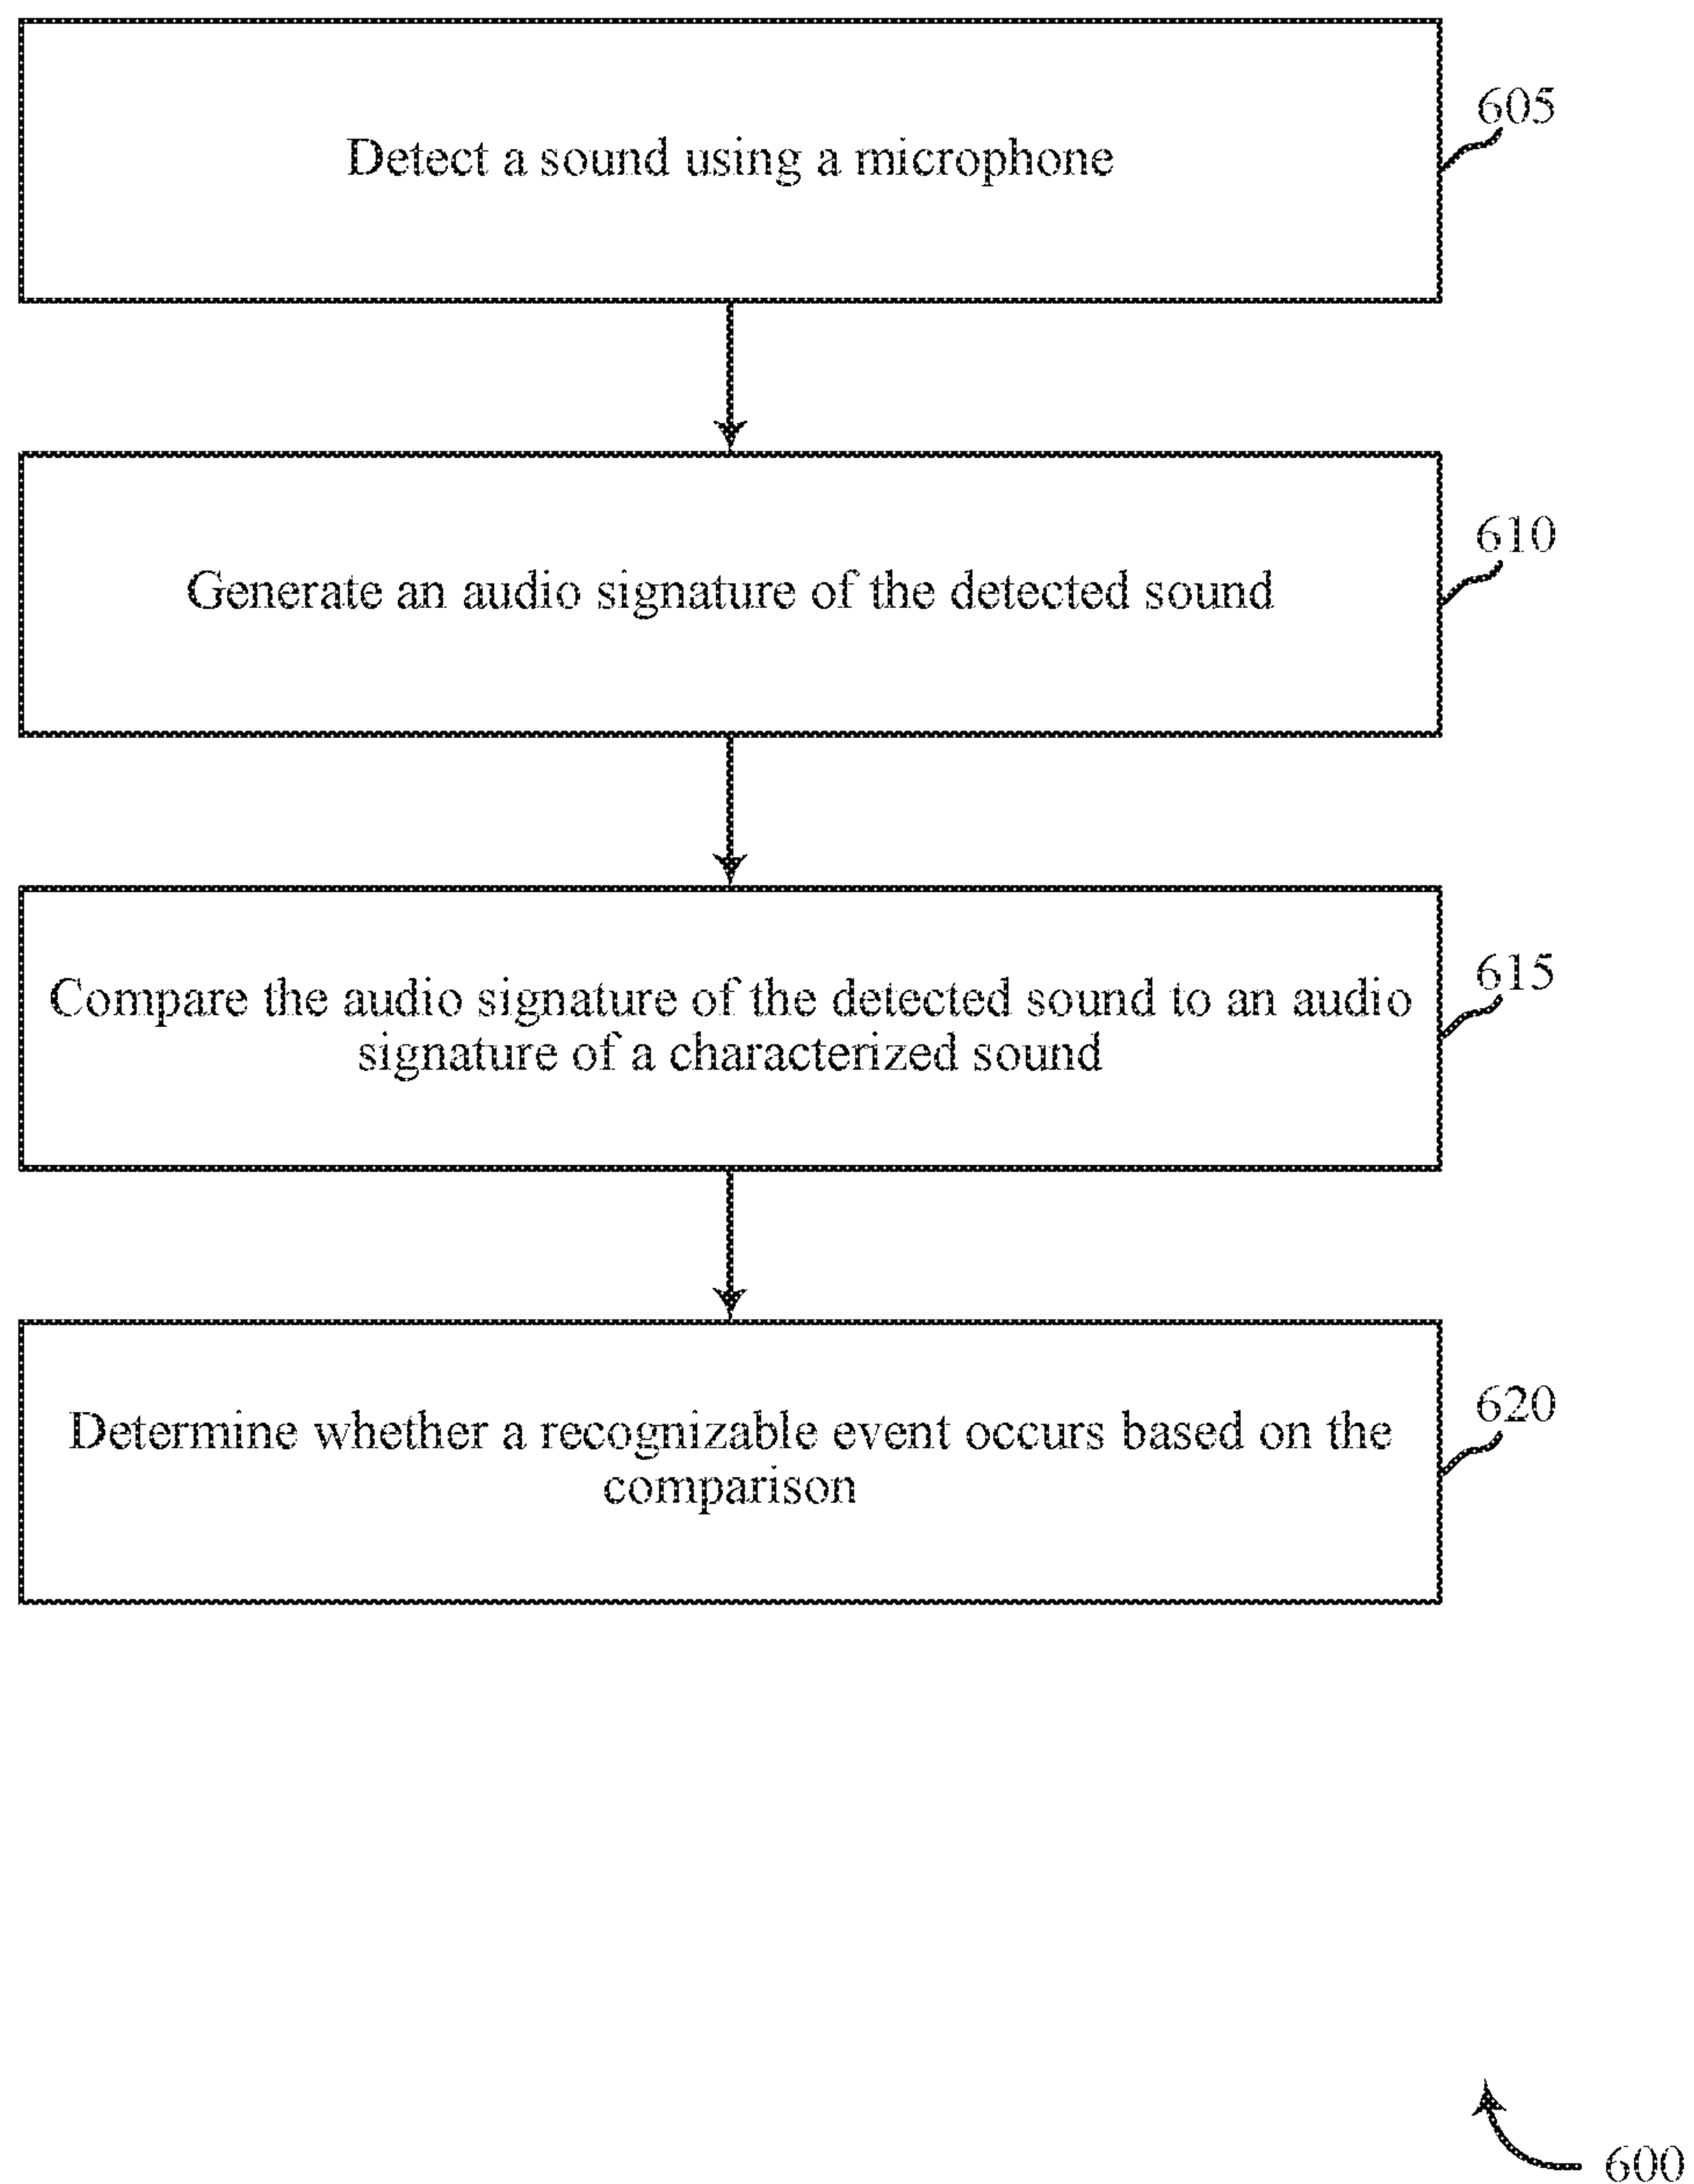 Detect a sound using a microphone
605
Generate an audio signature of the detected sound
610
Compare the audio signature of the detected sound to an audio
signature of a characterized sound
615
Determine whether a recognizable event occurs based on the
comparison
620
600